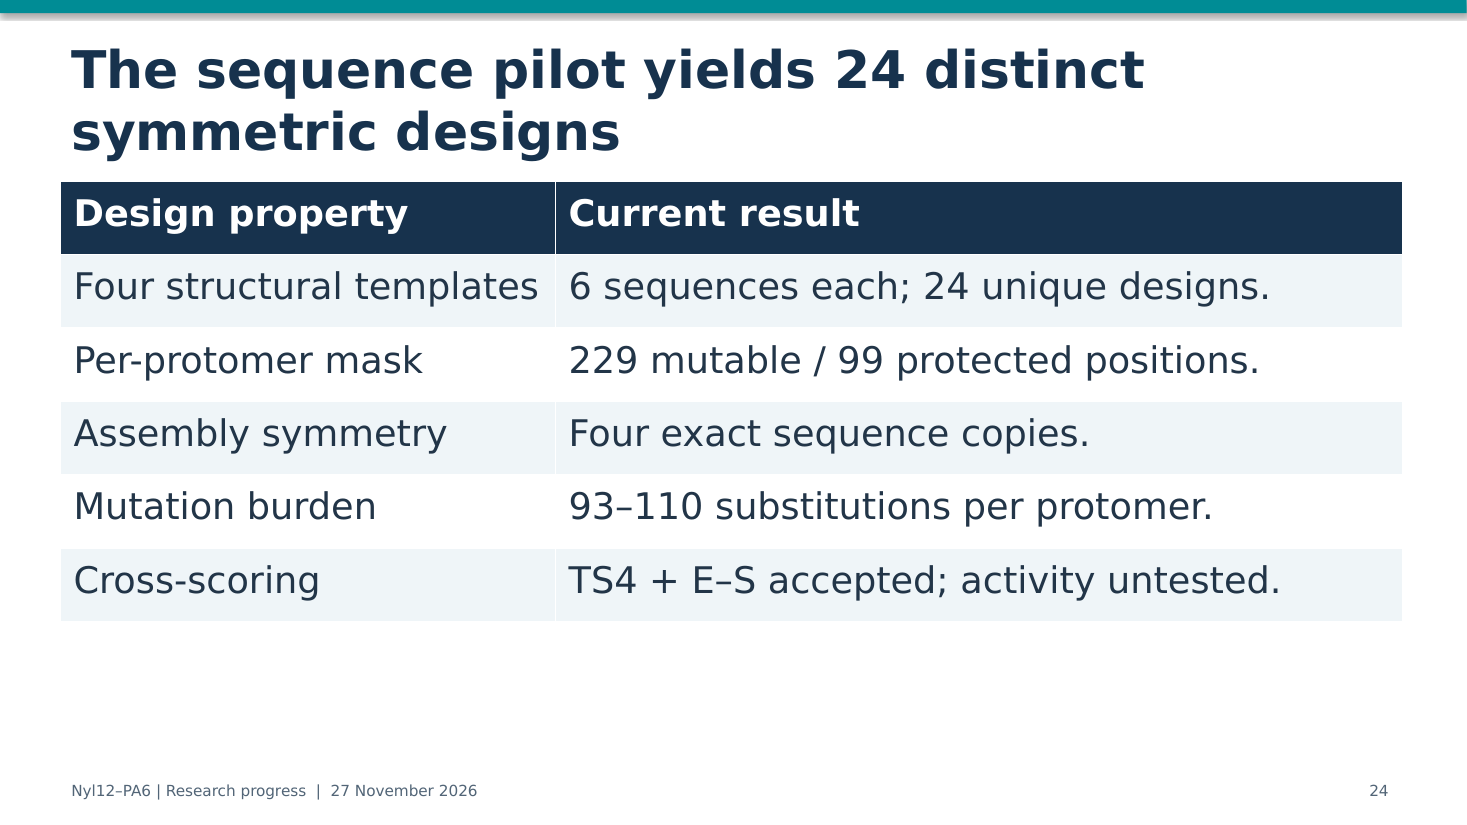 The sequence pilot yields 24 distinct
symmetric designs
Design property
Current result
Four structural templates
6 sequences each; 24 unique designs.
Per-protomer mask
229 mutable / 99 protected positions.
Assembly symmetry
Four exact sequence copies.
Mutation burden
93–110 substitutions per protomer.
Cross-scoring
TS4 + E–S accepted; activity untested.
Nyl12–PA6 | Research progress | 27 November 2026
24